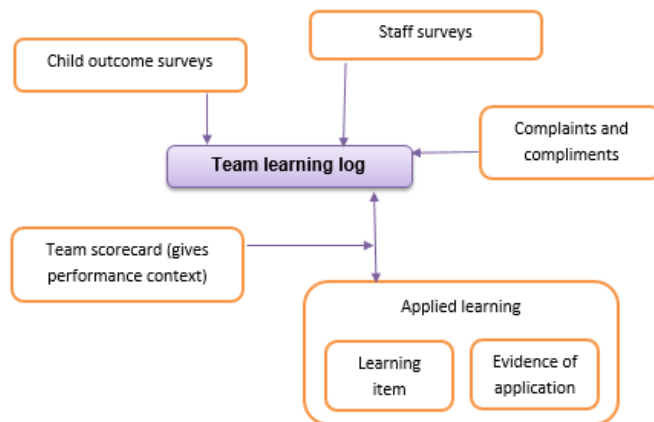 Staff surveys
Child outcome surveys
Complaints and
compliments
Team learning log
Team scorecard (gives
performance context)
Applied learning
Learning
item
Evidence of
application